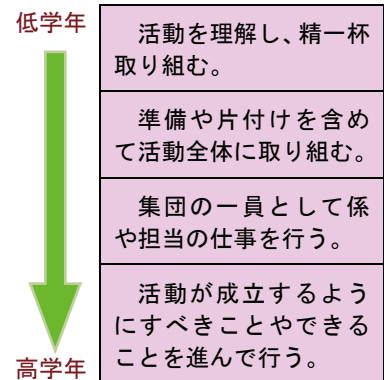 低学年
活動を理解し、精一杯
取り組む。
準備や片付けを含め
て活動全体に取り組む。
集団の一員として係
や担当の仕事を行う。
活動が成立するよう
にすべきことやできる
ことを進んで行う。
高学年